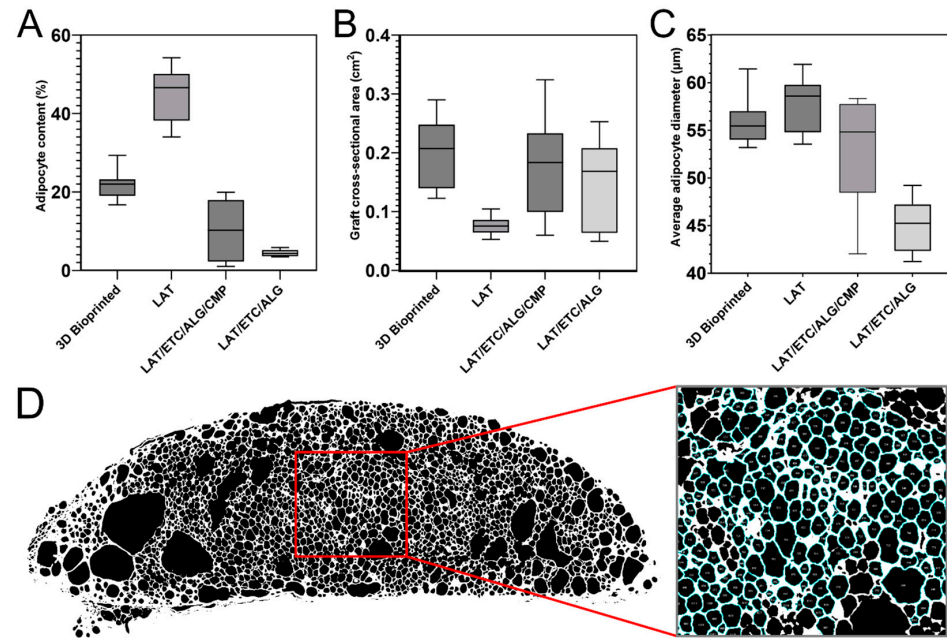 A
B
C
Adipocyte content (%)
60
40
20
0
3D Bioprinted
LAT
LAT/ETC/ALG/CMP
LAT/ETC/ALG
Graft cross-sectional area (cm²)
0.4
0.3
0.2
0.1
0.0
3D Bioprinted
LAT
LAT/ETC/ALG/CMP
LAT/ETC/ALG
Average adipocyte diameter (µm)
65
60
55
50
45
40
3D Bioprinted
LAT
LAT/ETC/ALG/CMP
LAT/ETC/ALG
D